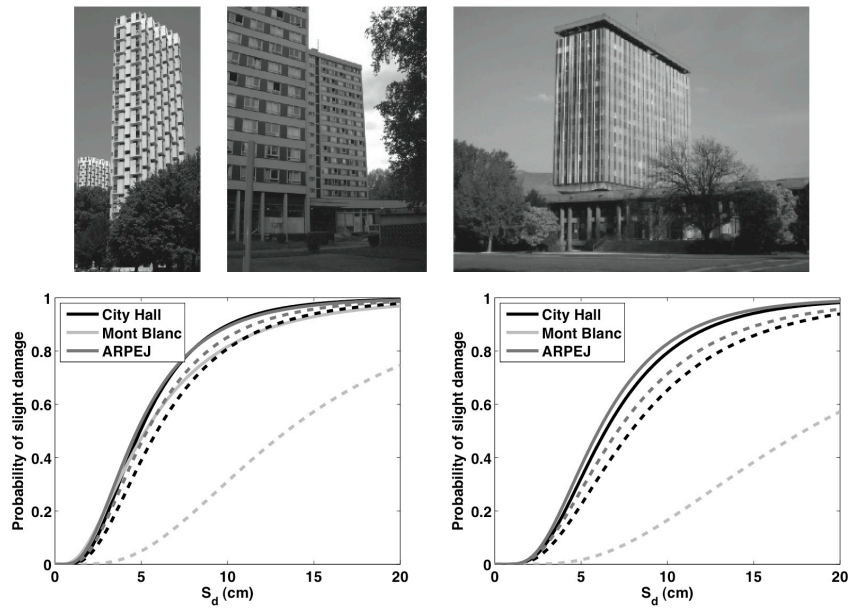 1
0.8
0.6
0.4
0.2
0
Probability of slight damage
City Hall
Mont Blanc
ARPEJ
0 5 10 15 20
Sd (cm)
1
0.8
0.6
0.4
0.2
0
Probability of slight damage
City Hall
Mont Blanc
ARPEJ
0 5 10 15 20
Sd (cm)